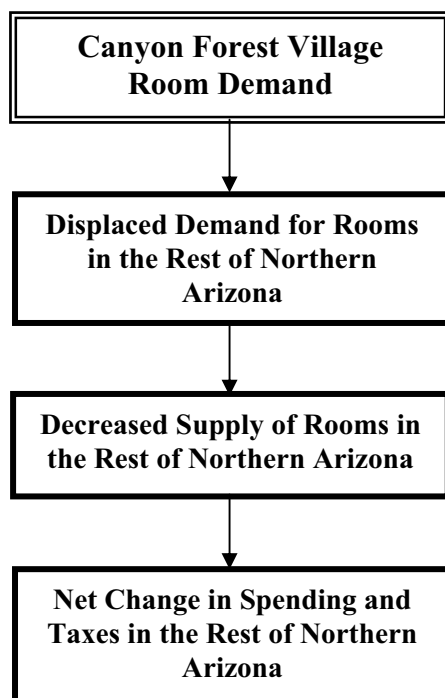 Canyon Forest Village
Room Demand
Displaced Demand for Rooms
in the Rest of Northern
Arizona
Decreased Supply of Rooms in
the Rest of Northern Arizona
Net Change in Spending and
Taxes in the Rest of Northern
Arizona